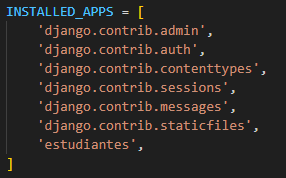 INSTALLED_APPS = [
    'django.contrib.admin',
    'django.contrib.auth',
    'django.contrib.contenttypes',
    'django.contrib.sessions',
    'django.contrib.messages',
    'django.contrib.staticfiles',
    'estudiantes',
]